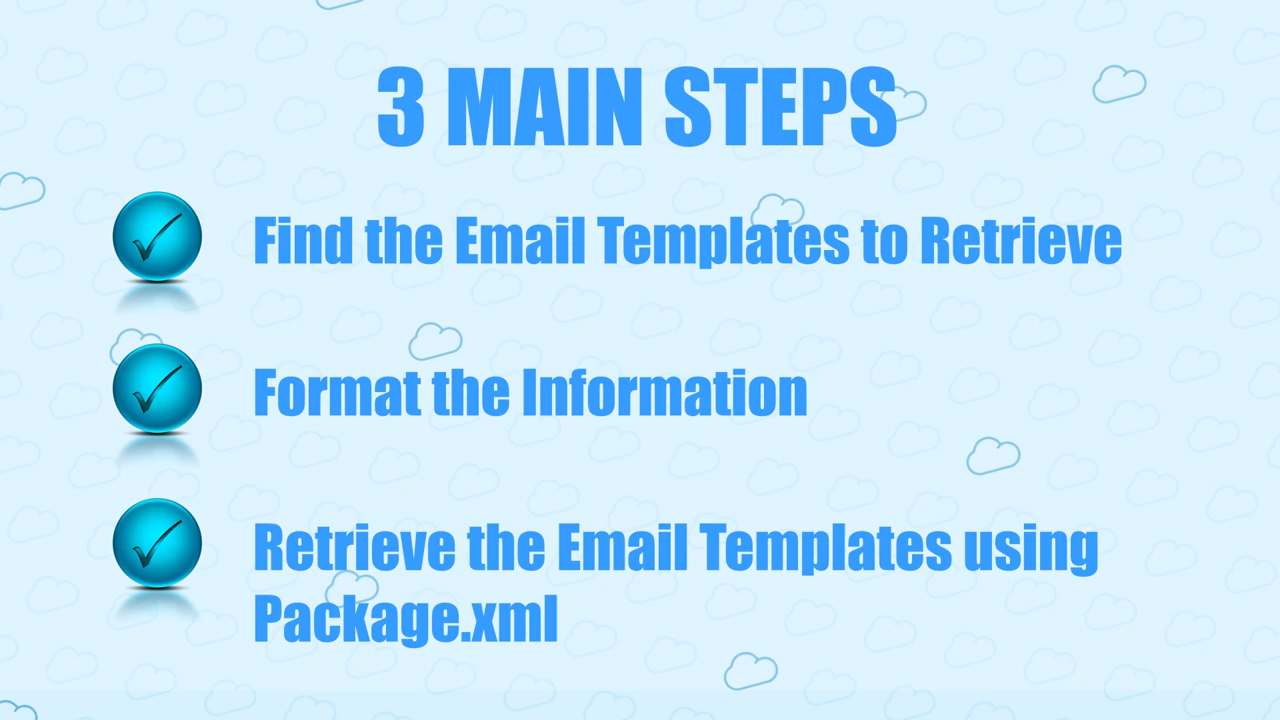 3 MAIN STEPS
Find the Email Templates to Retrieve
Format the Information
Retrieve the Email Templates using
Package.xml